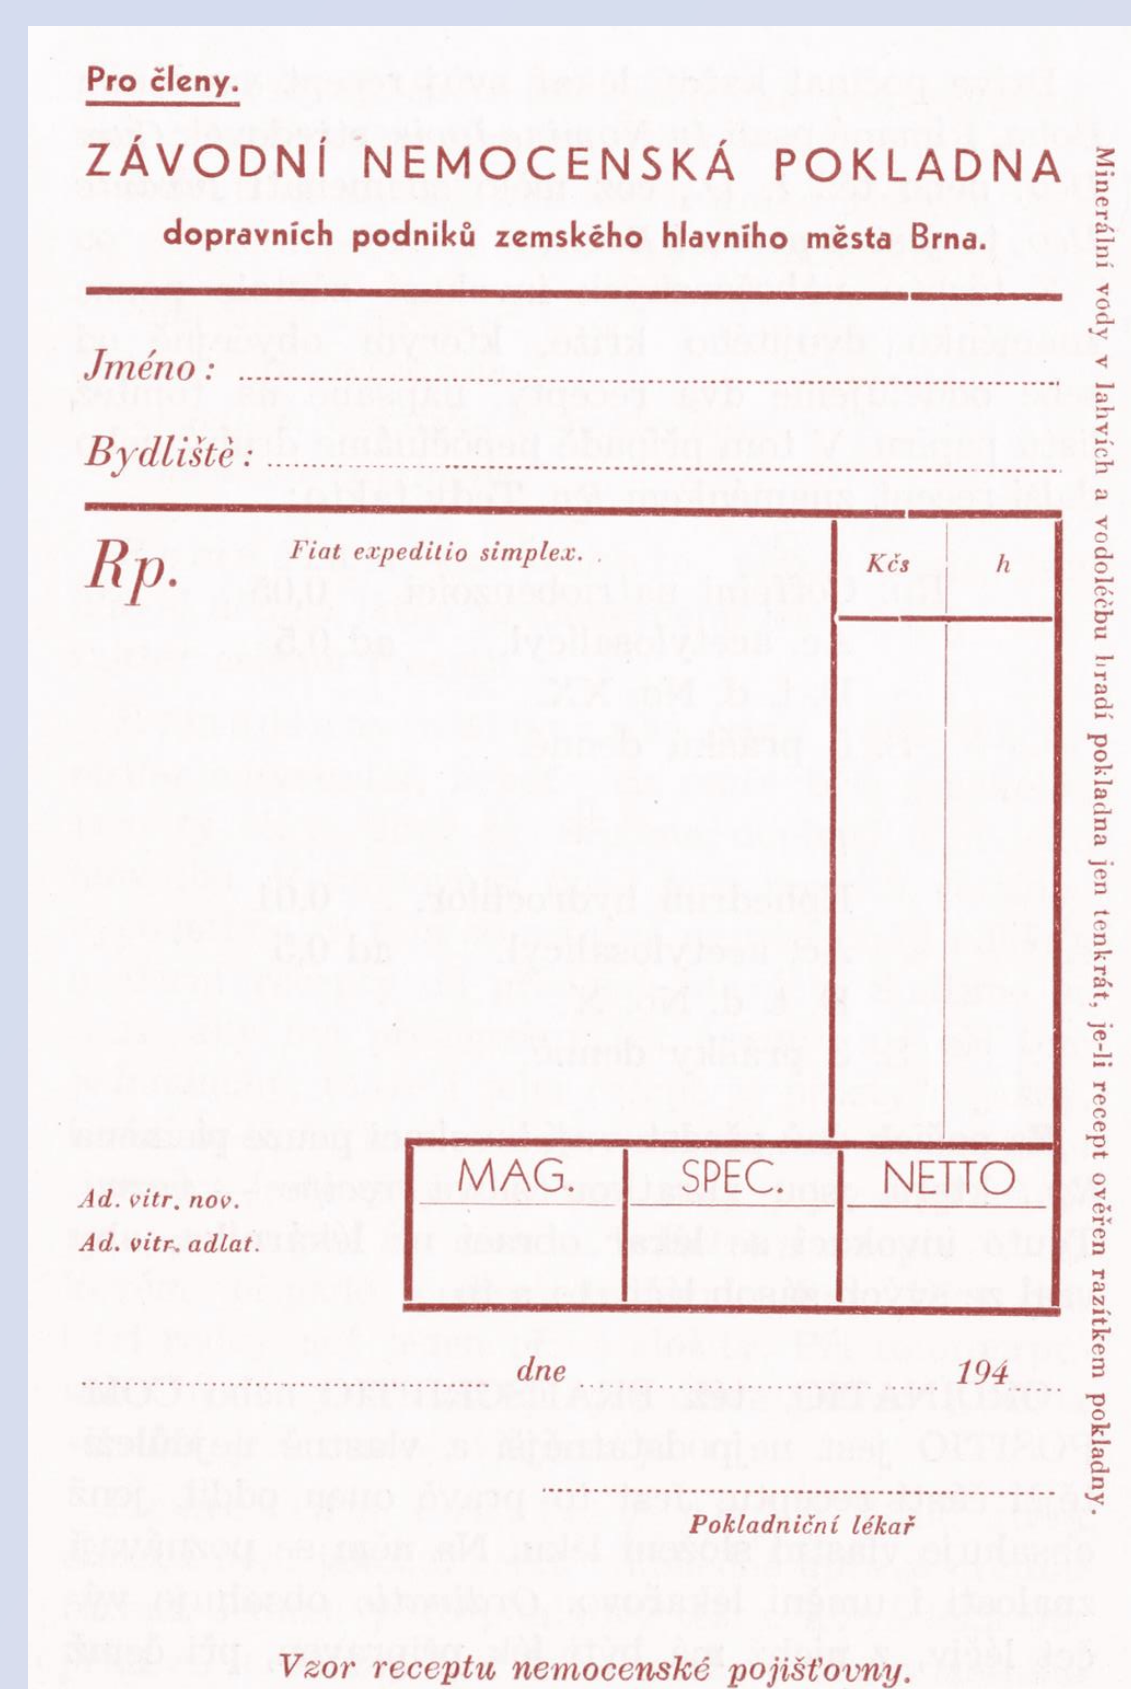 Pro členy.
ZÁVODNÍ NEMOCENSKÁ POKLADNA
dopravních podniků zemského hlavního města Brna.
Jméno:
Bydliště:
Rp.
Fiat expeditio simplex.
Kčs h
MAG. SPEC. NETTO
Ad. vitr. nov.
Ad. vitr. adlat.
dne 194
Pokladniční lékař
Minerální vody v lahvích a vodoléčbu hradí pokladna jen tenkrát, je-li recept ověřen razítkem pokladny.
Vzor receptu nemocenské pojišťovny.